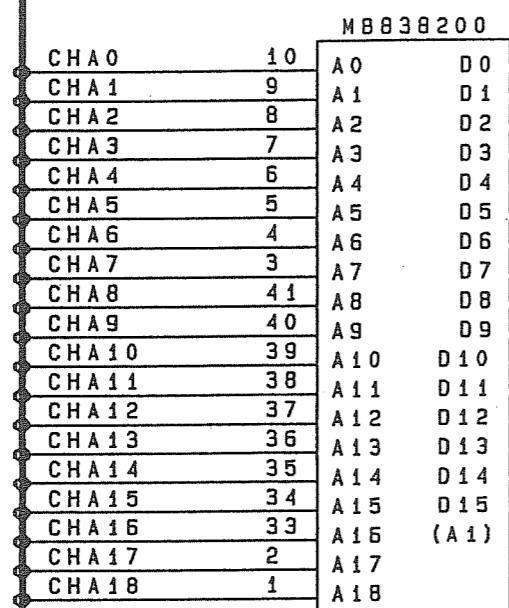 MB838200
CHA0 10 A0 D0
CHA1 9 A1 D1
CHA2 8 A2 D2
CHA3 7 A3 D3
CHA4 6 A4 D4
CHA5 5 A5 D5
CHA6 4 A6 D6
CHA7 3 A7 D7
CHA8 41 A8 D8
CHA9 40 A9 D9
CHA10 39 A10 D10
CHA11 38 A11 D11
CHA12 37 A12 D12
CHA13 36 A13 D13
CHA14 35 A14 D14
CHA15 34 A15 D15
CHA16 33 A16 (A1)
CHA17 2 A17
CHA18 1 A18